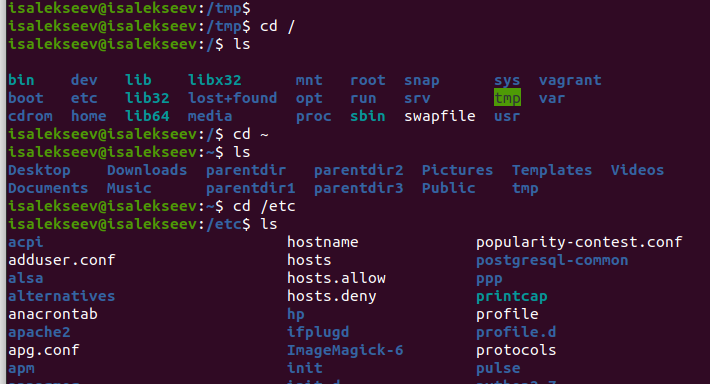 isalekseev@isalekseev:/tmp$
isalekseev@isalekseev:/tmp$ cd /
isalekseev@isalekseev:/$ ls
bin dev lib libx32 mnt root snap sys vagrant
boot etc lib32 lost+found opt run srv tmp var
cdrom home lib64 media proc sbin swapfile usr
isalekseev@isalekseev:/$ cd ~
isalekseev@isalekseev:~$ ls
Desktop Downloads parentdir parentdir2 Pictures Templates Videos
Documents Music parentdir1 parentdir3 Public tmp
isalekseev@isalekseev:~$ cd /etc
isalekseev@isalekseev:/etc$ ls
acpi hostname popularity-contest.conf
adduser.conf hosts postgresql-common
alsa hosts.allow ppp
alternatives hosts.deny printcap
anacrontab hp profile
apache2 ifplugd profile.d
apg.conf ImageMagick-6 protocols
apm init pulse